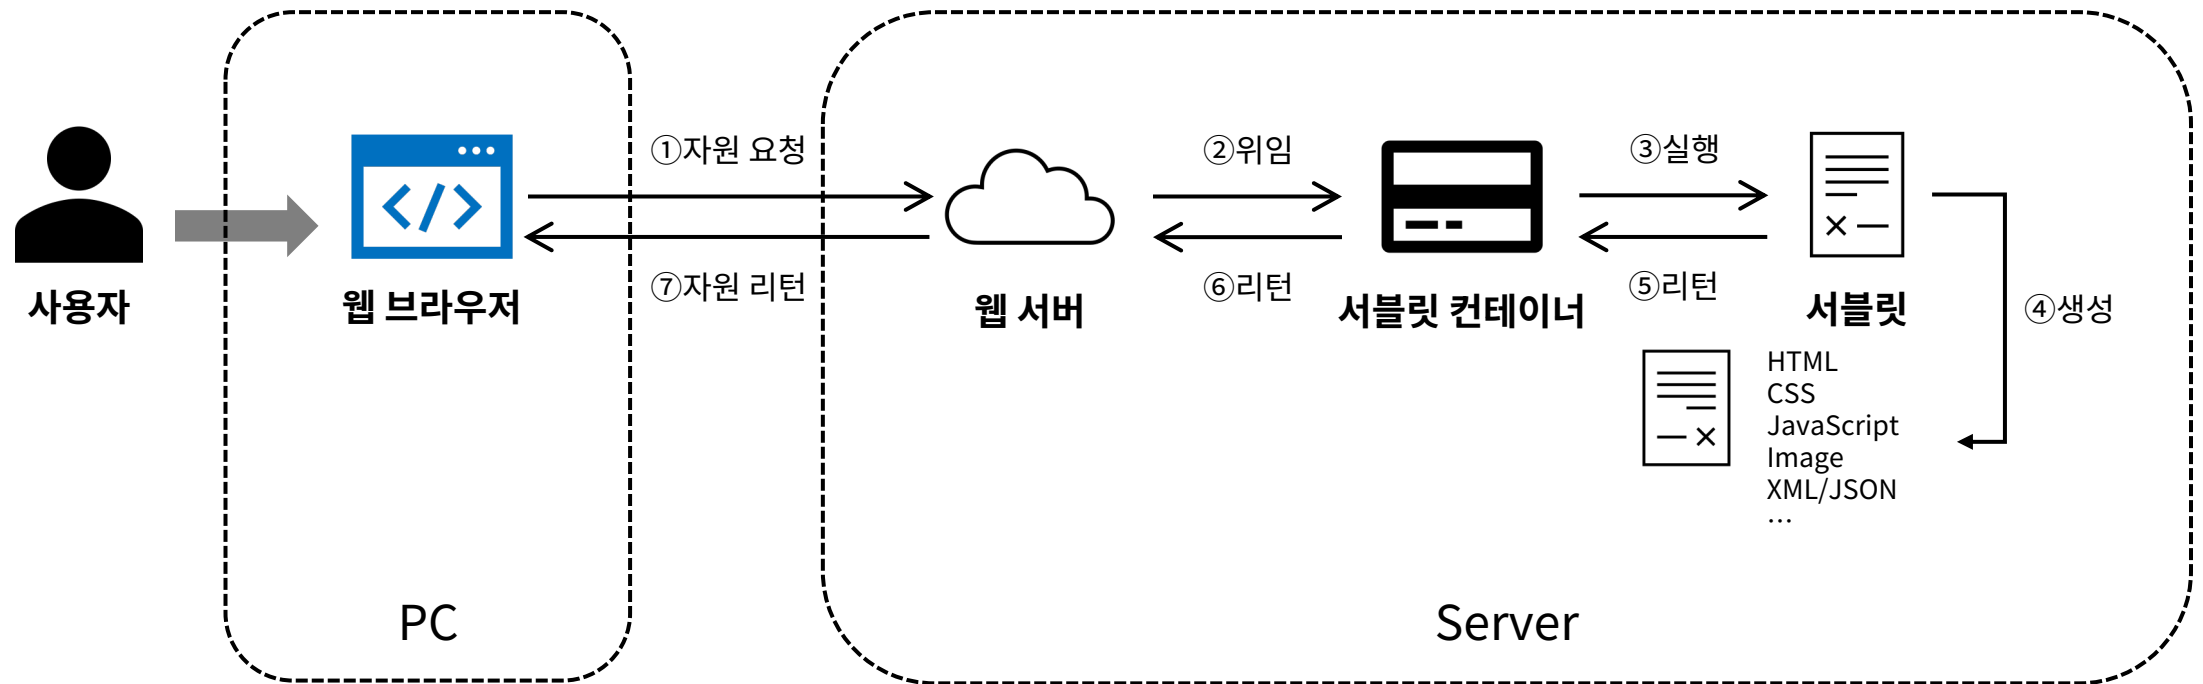 ①자원 요청
②위임
③실행
사용자
웹 브라우저
⑦자원 리턴
웹 서버
⑥리턴
서블릿 컨테이너
⑤리턴
서블릿
④생성
HTML
CSS
JavaScript
Image
XML/JSON
…
PC
Server